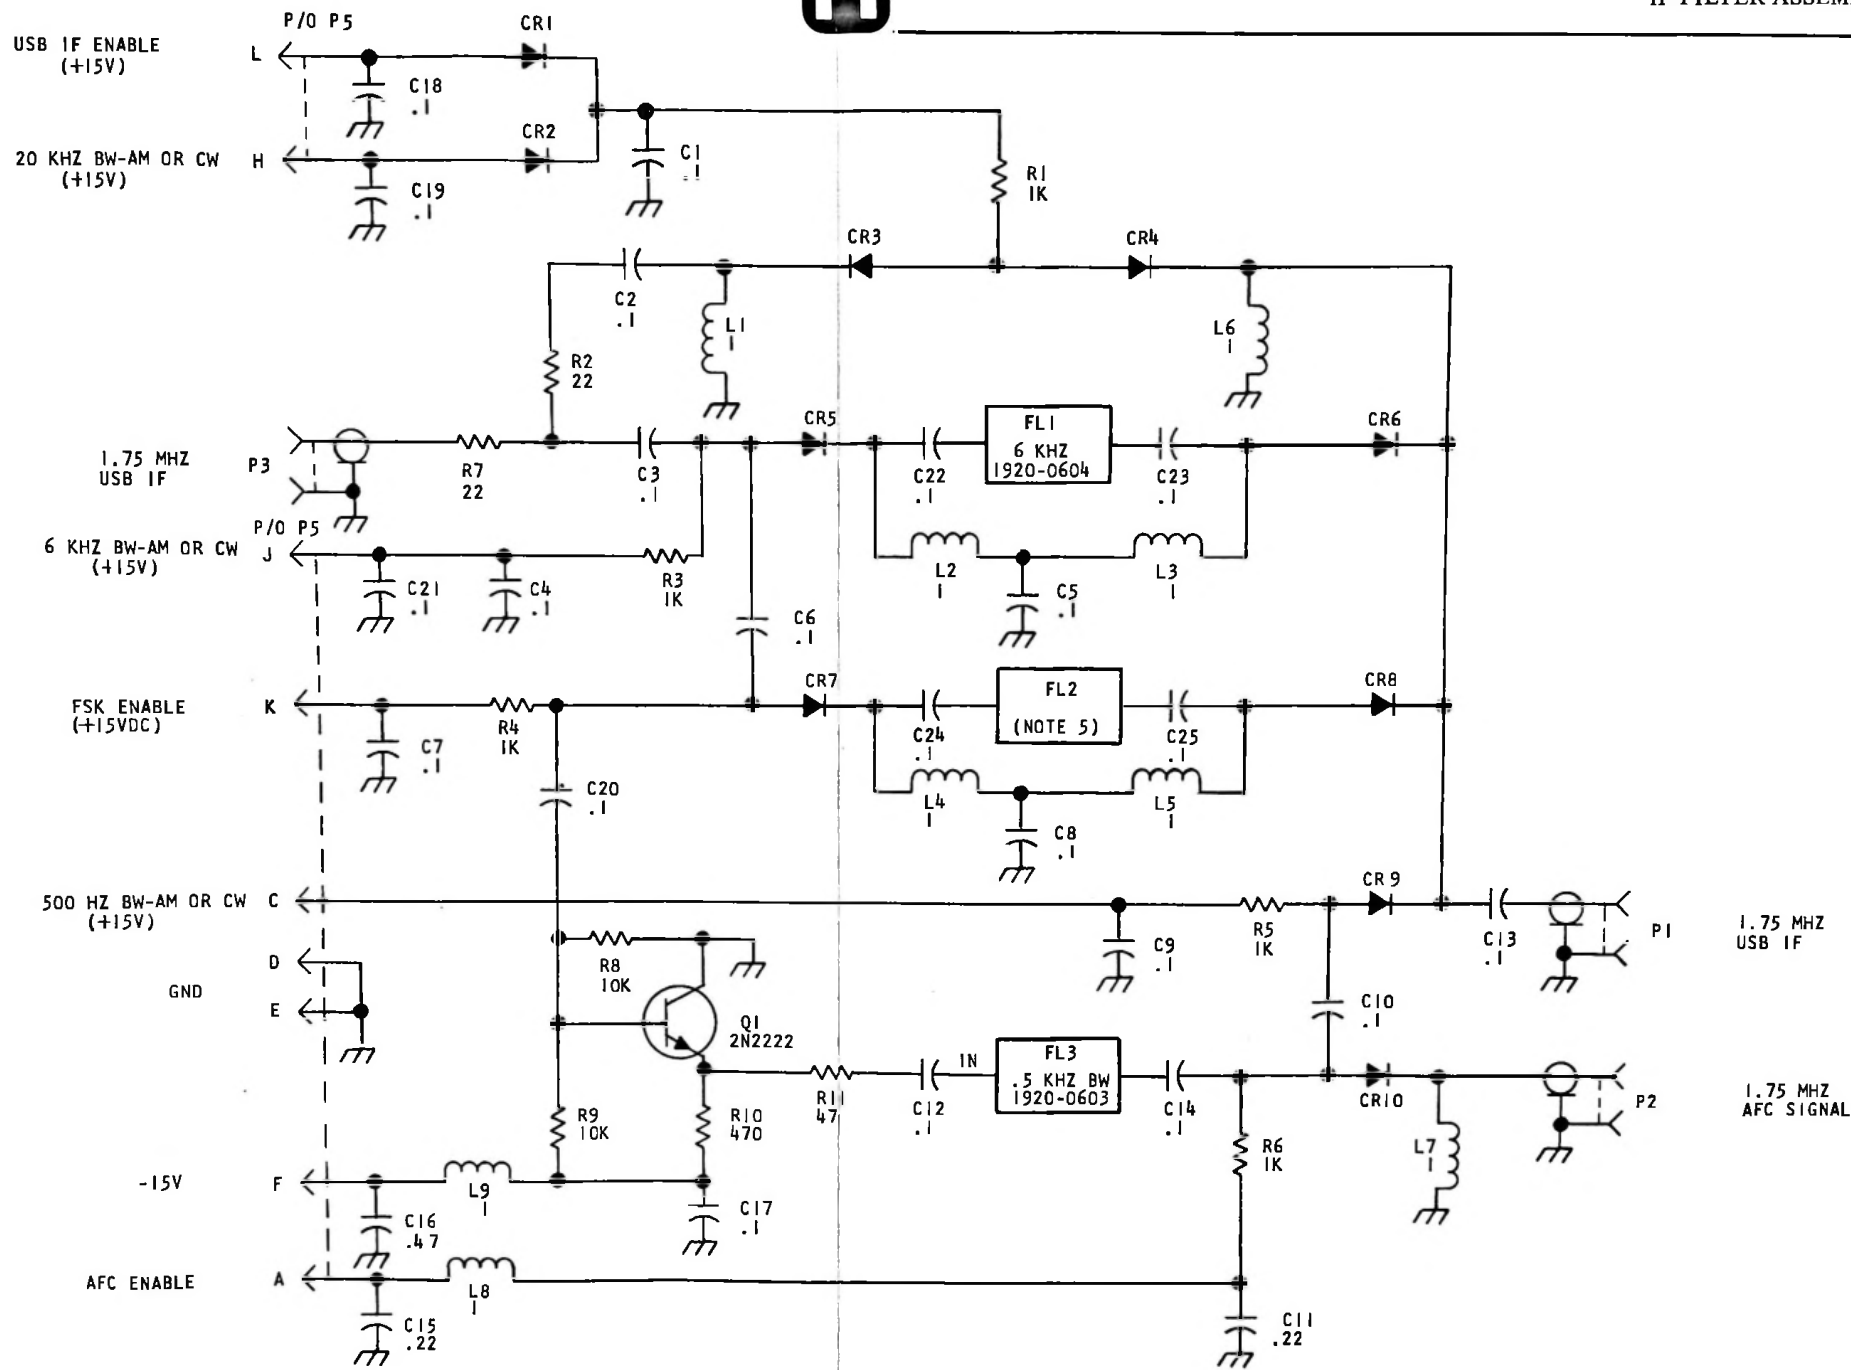 IF FILTER ASSEM
P/O P5
USB IF ENABLE
(+15V)
L
CR1
C18
.1
20 KHZ BW-AM OR CW
(+15V)
H
CR2
C19
.1
C1
.1
R1
1K
CR3
CR4
C2
.1
L1
1
L6
1
R2
22
1.75 MHZ
USB IF
P3
R7
22
C3
.1
CR5
C22
.1
FL1
6 KHZ
1920-0604
C23
.1
CR6
P/O P5
6 KHZ BW-AM OR CW
(+15V)
J
C21
.1
C4
.1
R3
1K
L2
1
C5
.1
L3
1
C6
.1
FSK ENABLE
(+15VDC)
K
C7
.1
R4
1K
CR7
C24
.1
FL2
(NOTE 5)
C25
.1
CR8
C20
.1
L4
1
C8
.1
L5
1
500 HZ BW-AM OR CW
(+15V)
C
C9
.1
R5
1K
CR9
C13
.1
P1
1.75 MHZ
USB IF
D
GND
E
R8
10K
Q1
2N2222
C10
.1
R9
10K
R10
470
R11
47
C12
.1
IN
FL3
.5 KHZ BW
1920-0603
C14
.1
CR10
P2
1.75 MHZ
AFC SIGNAL
R6
1K
L7
1
-15V
F
C16
.47
L9
1
C17
.1
AFC ENABLE
A
C15
.22
L8
1
C11
.22